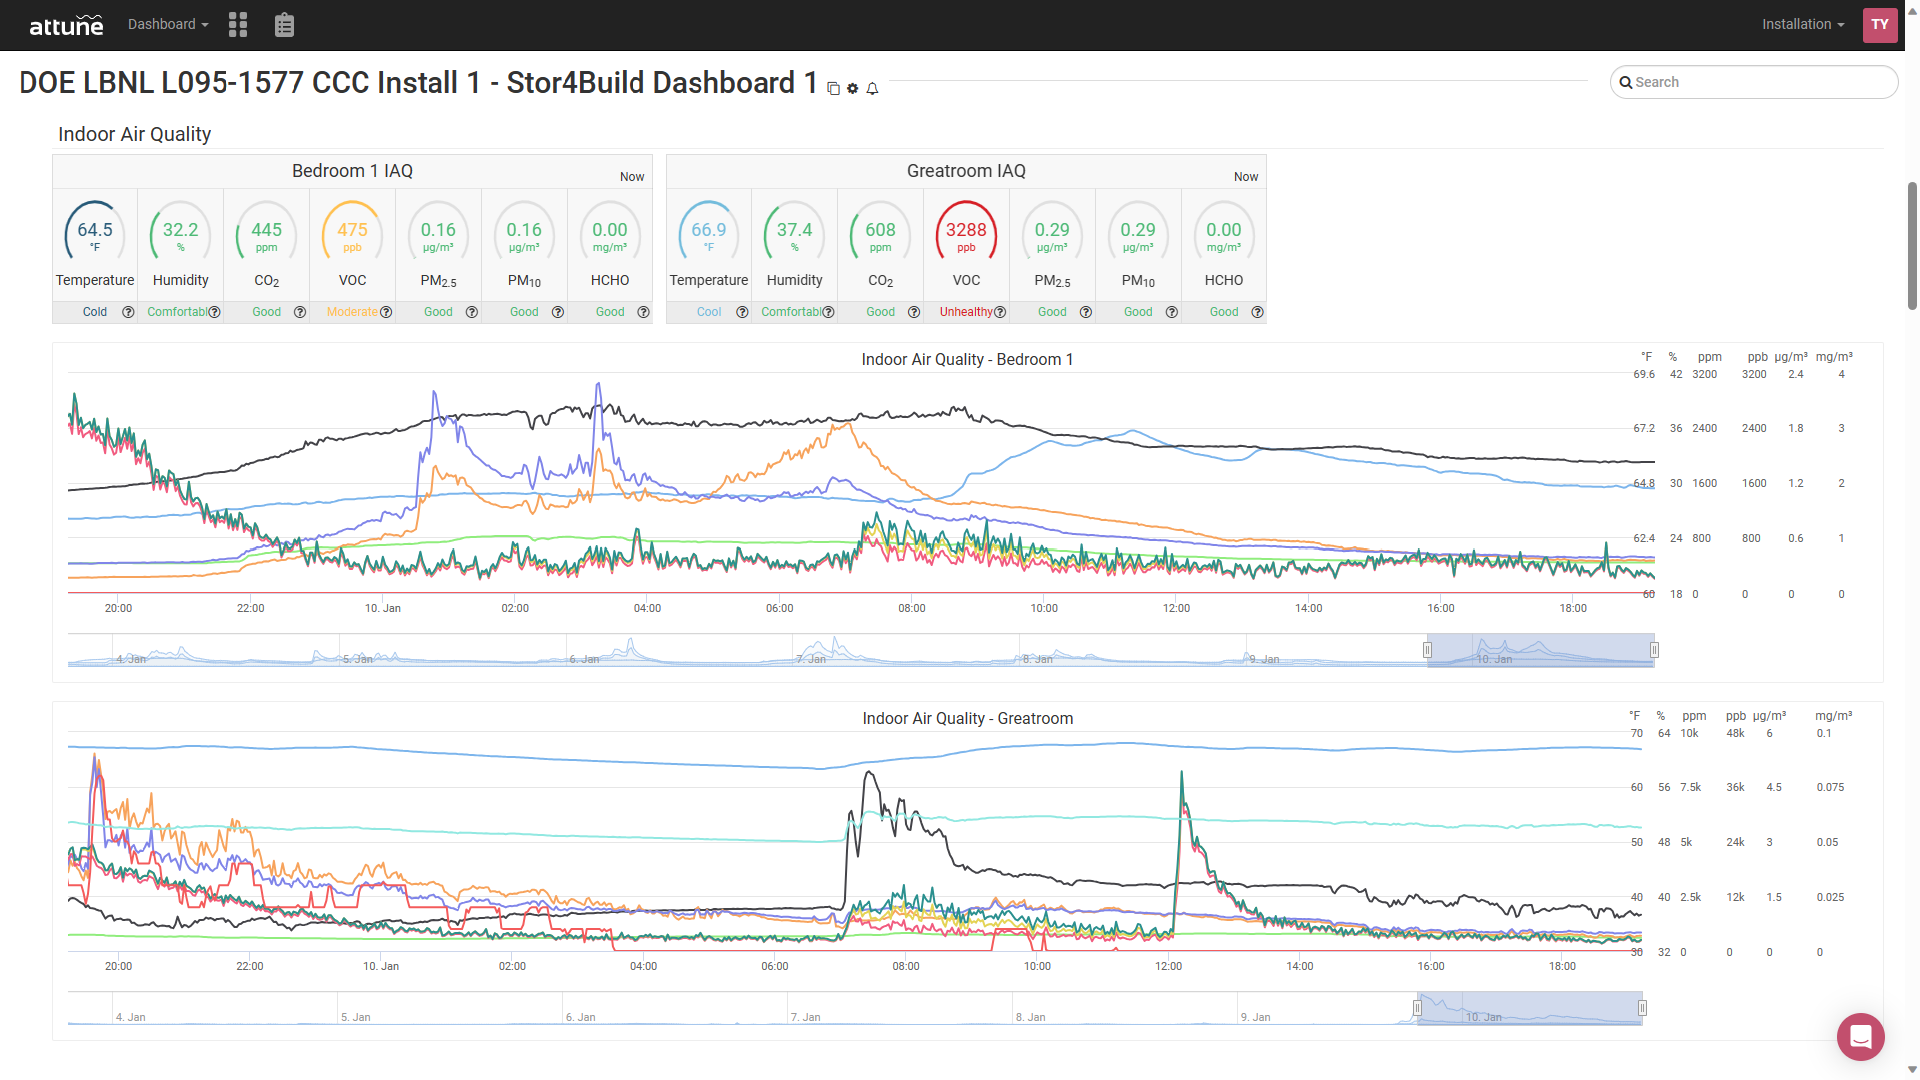 attune Dashboard Installation TY
DOE LBNL L095-1577 CCC Install 1 - Stor4Build Dashboard 1
Search
Indoor Air Quality
Bedroom 1 IAQ Now
64.5 32.2 445 475 0.16 0.16 0.00
°F % ppm ppb µg/m³ µg/m³ mg/m³
Temperature Humidity CO2 VOC PM2.5 PM10 HCHO
Cold Comfortabl Good Moderate Good Good Good
Greatroom IAQ Now
66.9 37.4 608 3288 0.29 0.29 0.00
°F % ppm ppb µg/m³ µg/m³ mg/m³
Temperature Humidity CO2 VOC PM2.5 PM10 HCHO
Cool Comfortabl Good Unhealthy Good Good Good
Indoor Air Quality - Bedroom 1
°F % ppm ppb µg/m³ mg/m³
69.6 42 3200 3200 2.4 4
67.2 36 2400 2400 1.8 3
64.8 30 1600 1600 1.2 2
62.4 24 800 800 0.6 1
60 18 0 0 0 0
20:00 22:00 10. Jan 02:00 04:00 06:00 08:00 10:00 12:00 14:00 16:00 18:00
4. Jan 5. Jan 6. Jan 7. Jan 8. Jan 9. Jan 10. Jan
Indoor Air Quality - Greatroom
°F % ppm ppb µg/m³ mg/m³
70 64 10k 48k 6 0.1
60 56 7.5k 36k 4.5 0.075
50 48 5k 24k 3 0.05
40 40 2.5k 12k 1.5 0.025
30 32 0 0 0 0
20:00 22:00 10. Jan 02:00 04:00 06:00 08:00 10:00 12:00 14:00 16:00 18:00
4. Jan 5. Jan 6. Jan 7. Jan 8. Jan 9. Jan 10. Jan